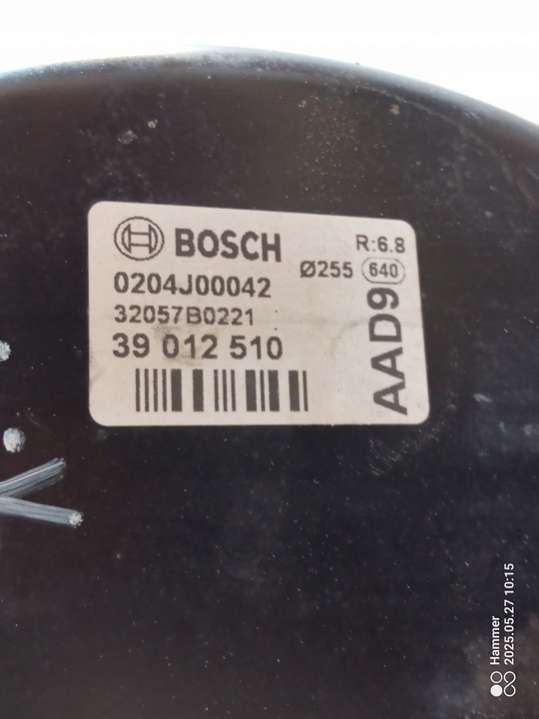 BOSCH
R:6.8
0204J00042
Ø255 640
32057B0221
39 012 510
AAD9
Hammer
2025.05.27 10:15